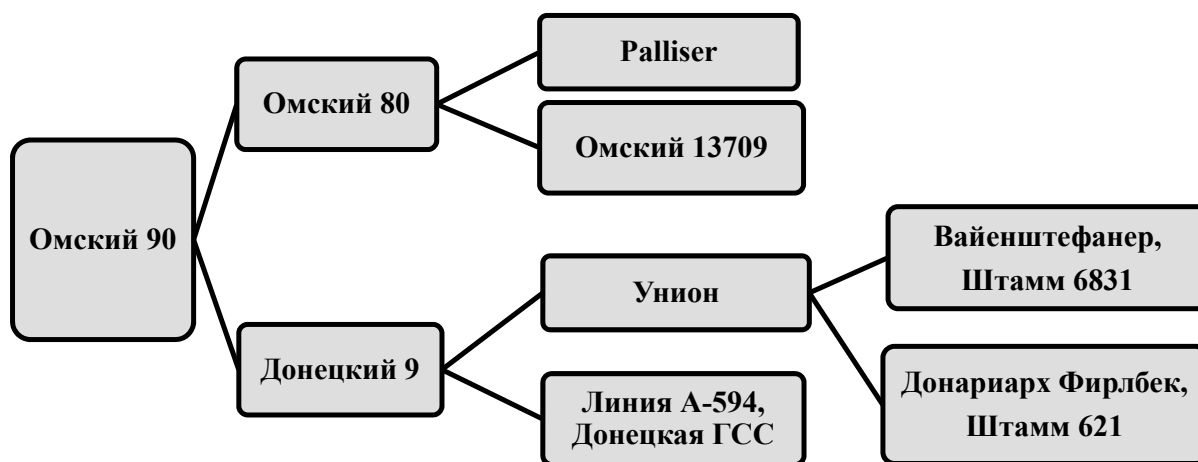 Palliser
Омский 80
Омский 13709
Омский 90
Вайенштефанер,
Штамм 6831
Унион
Донецкий 9
Линия А-594,
Донецкая ГСС
Донариарх Фирлбек,
Штамм 621